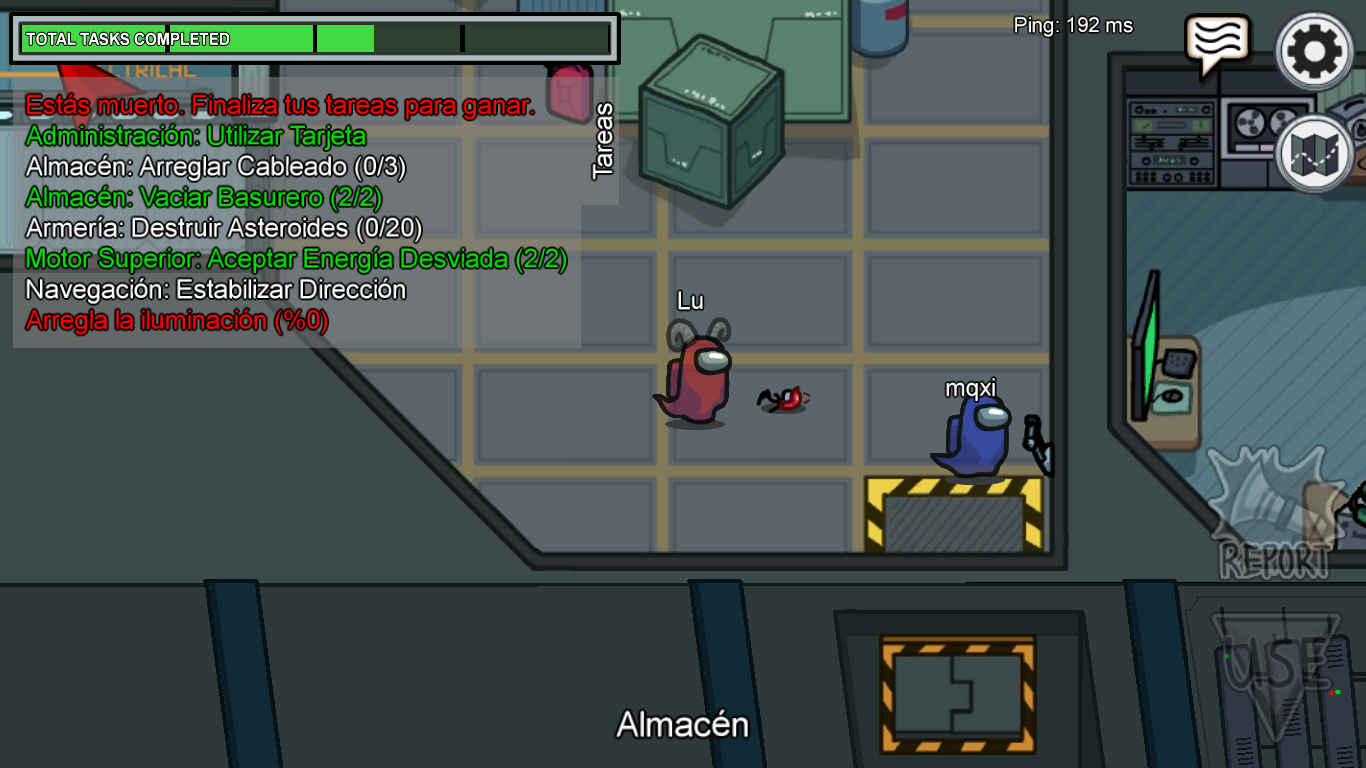 TOTAL TASKS COMPLETED
Ping: 192 ms
Estás muerto. Finaliza tus tareas para ganar.
Administración: Utilizar Tarjeta
Almacén: Arreglar Cableado (0/3)
Almacén: Vaciar Basurero (2/2)
Armería: Destruir Asteroides (0/20)
Motor Superior: Aceptar Energía Desviada (2/2)
Navegación: Estabilizar Dirección
Arregla la iluminación (%0)
Tareas
Lu
mqxi
REPORT
USE
Almacén